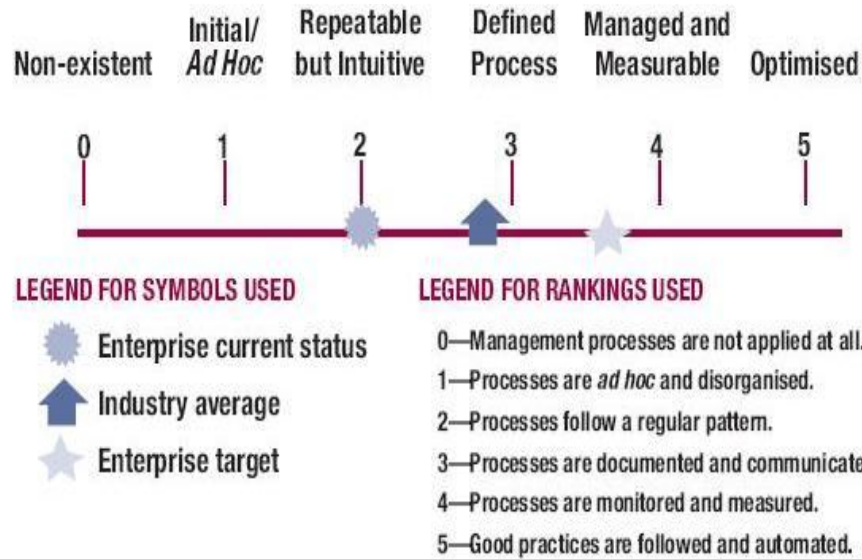 Non-existent
Initial/
Ad Hoc
Repeatable
but Intuitive
Defined
Process
Managed and
Measurable
Optimised
0 1 2 3 4 5
LEGEND FOR SYMBOLS USED
Enterprise current status
Industry average
Enterprise target
LEGEND FOR RANKINGS USED
0—Management processes are not applied at all.
1—Processes are ad hoc and disorganised.
2—Processes follow a regular pattern.
3—Processes are documented and communicate
4—Processes are monitored and measured.
5—Good practices are followed and automated.